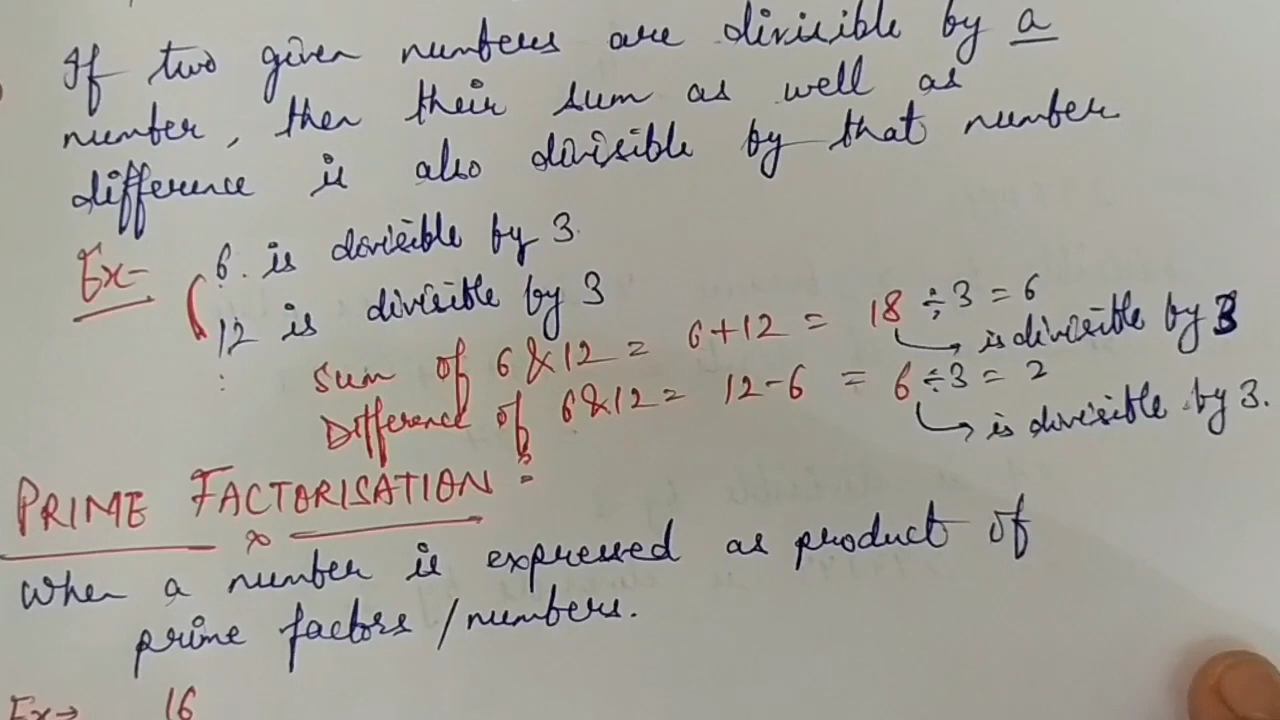 If two given numbers are divisible by a
number, then their sum as well as
difference is also divisible by that number
Ex- 6. is divisible by 3.
12 is divisible by 3
Sum of 6 & 12 = 6+12 = 18 ÷ 3 = 6
is divisible by 3
Difference of 6 & 12 = 12-6 = 6 ÷ 3 = 2
is divisible by 3.
PRIME FACTORISATION :
When a number is expressed as product of
prime factors / numbers.
Ex→ 16